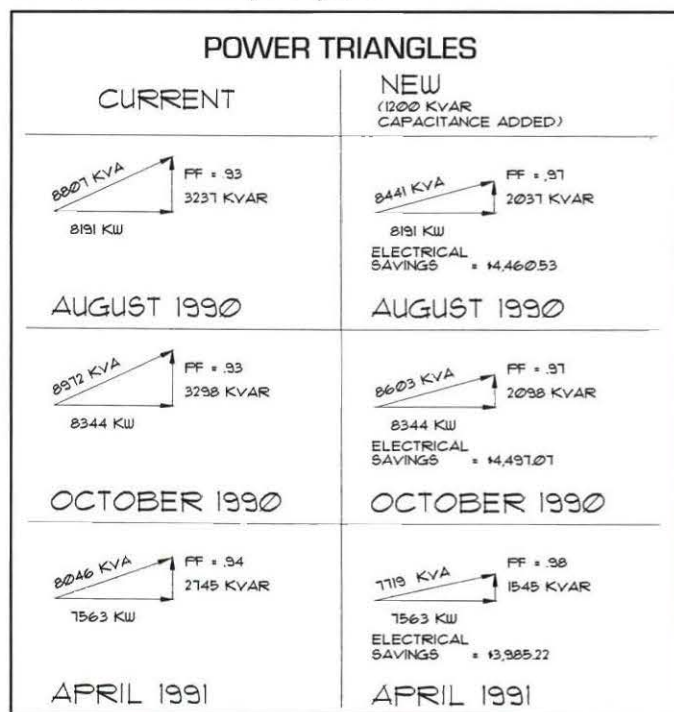 POWER TRIANGLES
CURRENT
NEW
(1200 KVAR
CAPACITANCE ADDED)
8807 KVA
PF = .93
3237 KVAR
8191 KW
AUGUST 1990
8441 KVA
PF = .97
2037 KVAR
8191 KW
ELECTRICAL
SAVINGS = $4,460.53
AUGUST 1990
8972 KVA
PF = .93
3298 KVAR
8344 KW
OCTOBER 1990
8603 KVA
PF = .97
2098 KVAR
8344 KW
ELECTRICAL
SAVINGS = $4,497.07
OCTOBER 1990
8046 KVA
PF = .94
2745 KVAR
7563 KW
APRIL 1991
7719 KVA
PF = .98
1545 KVAR
7563 KW
ELECTRICAL
SAVINGS = $3,985.22
APRIL 1991